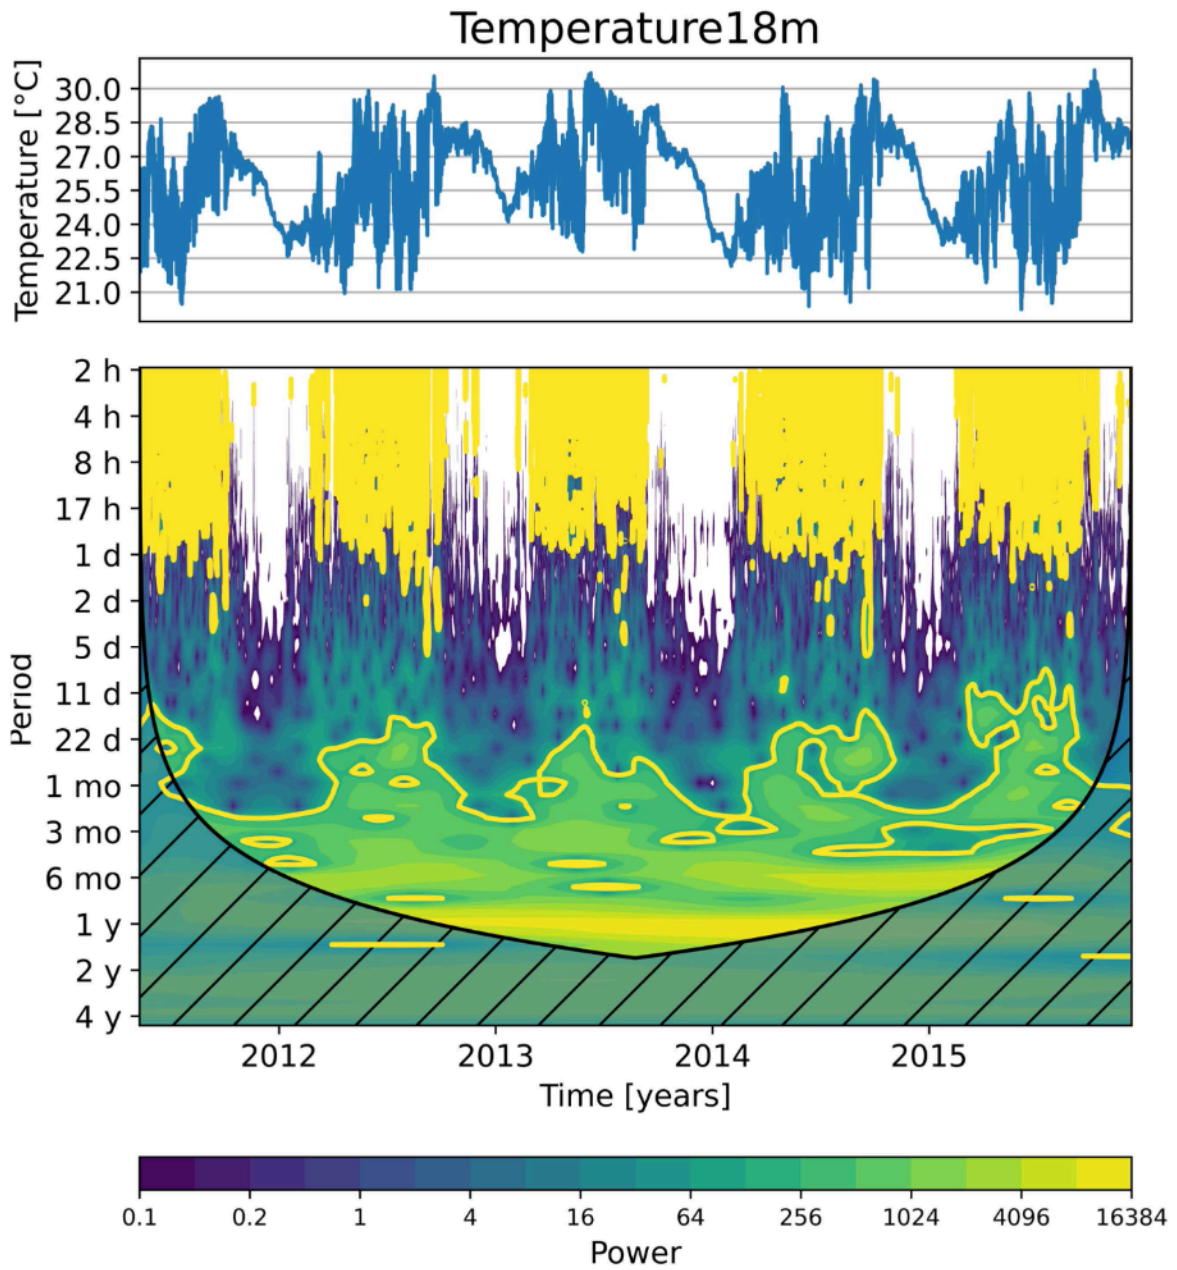 Temperature18m
Temperature [°C]
30.0
28.5
27.0
25.5
24.0
22.5
21.0
Period
2 h
4 h
8 h
17 h
1 d
2 d
5 d
11 d
22 d
1 mo
3 mo
6 mo
1 y
2 y
4 y
2012 2013 2014 2015
Time [years]
0.1 0.2 1 4 16 64 256 1024 4096 16384
Power